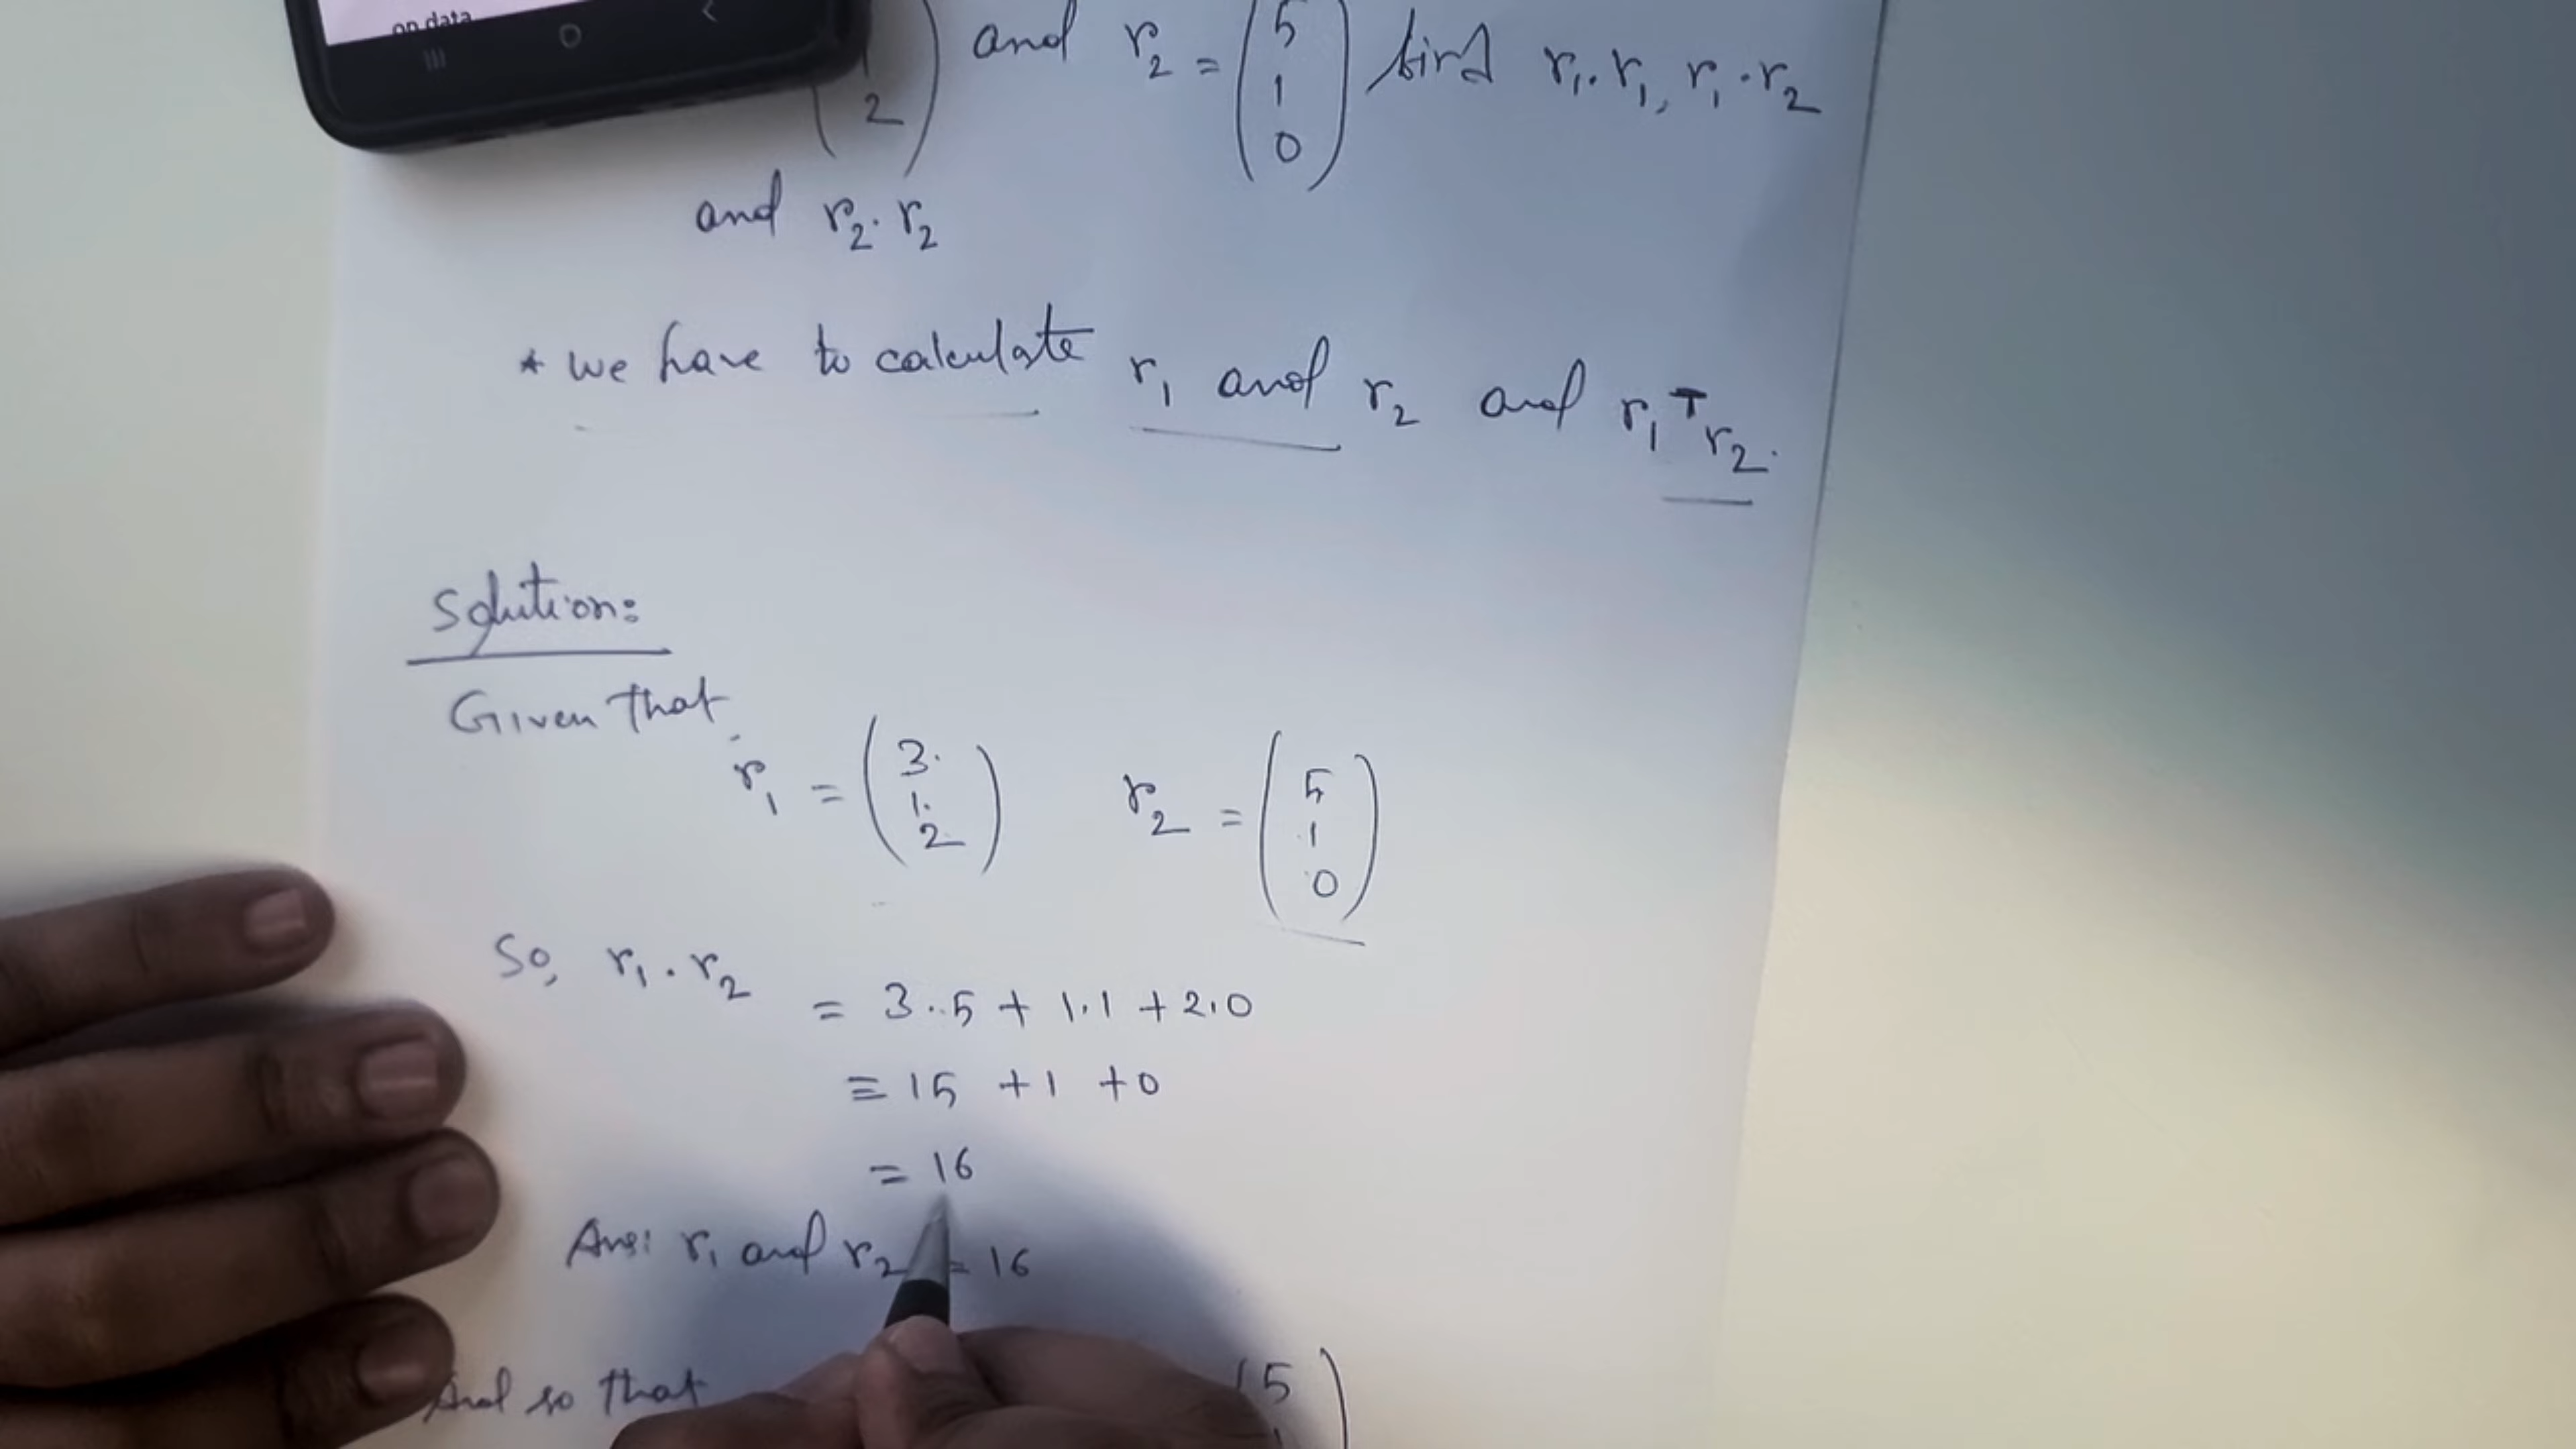 on data
2 ) and r₂ = ( 5 1 0 ) find r₁.r₁, r₁.r₂
and r₂.r₂
* we have to calculate r₁ and r₂ and r₁ᵀr₂.
Solution:
Given that
r₁ = ( 3. 1. 2 ) r₂ = ( 5 1 0 )
So, r₁.r₂ = 3..5 + 1.1 + 2.0
≡ 15 + 1 + 0
= 16
Ans: r₁ and r₂ = 16
And so that ( 5 )